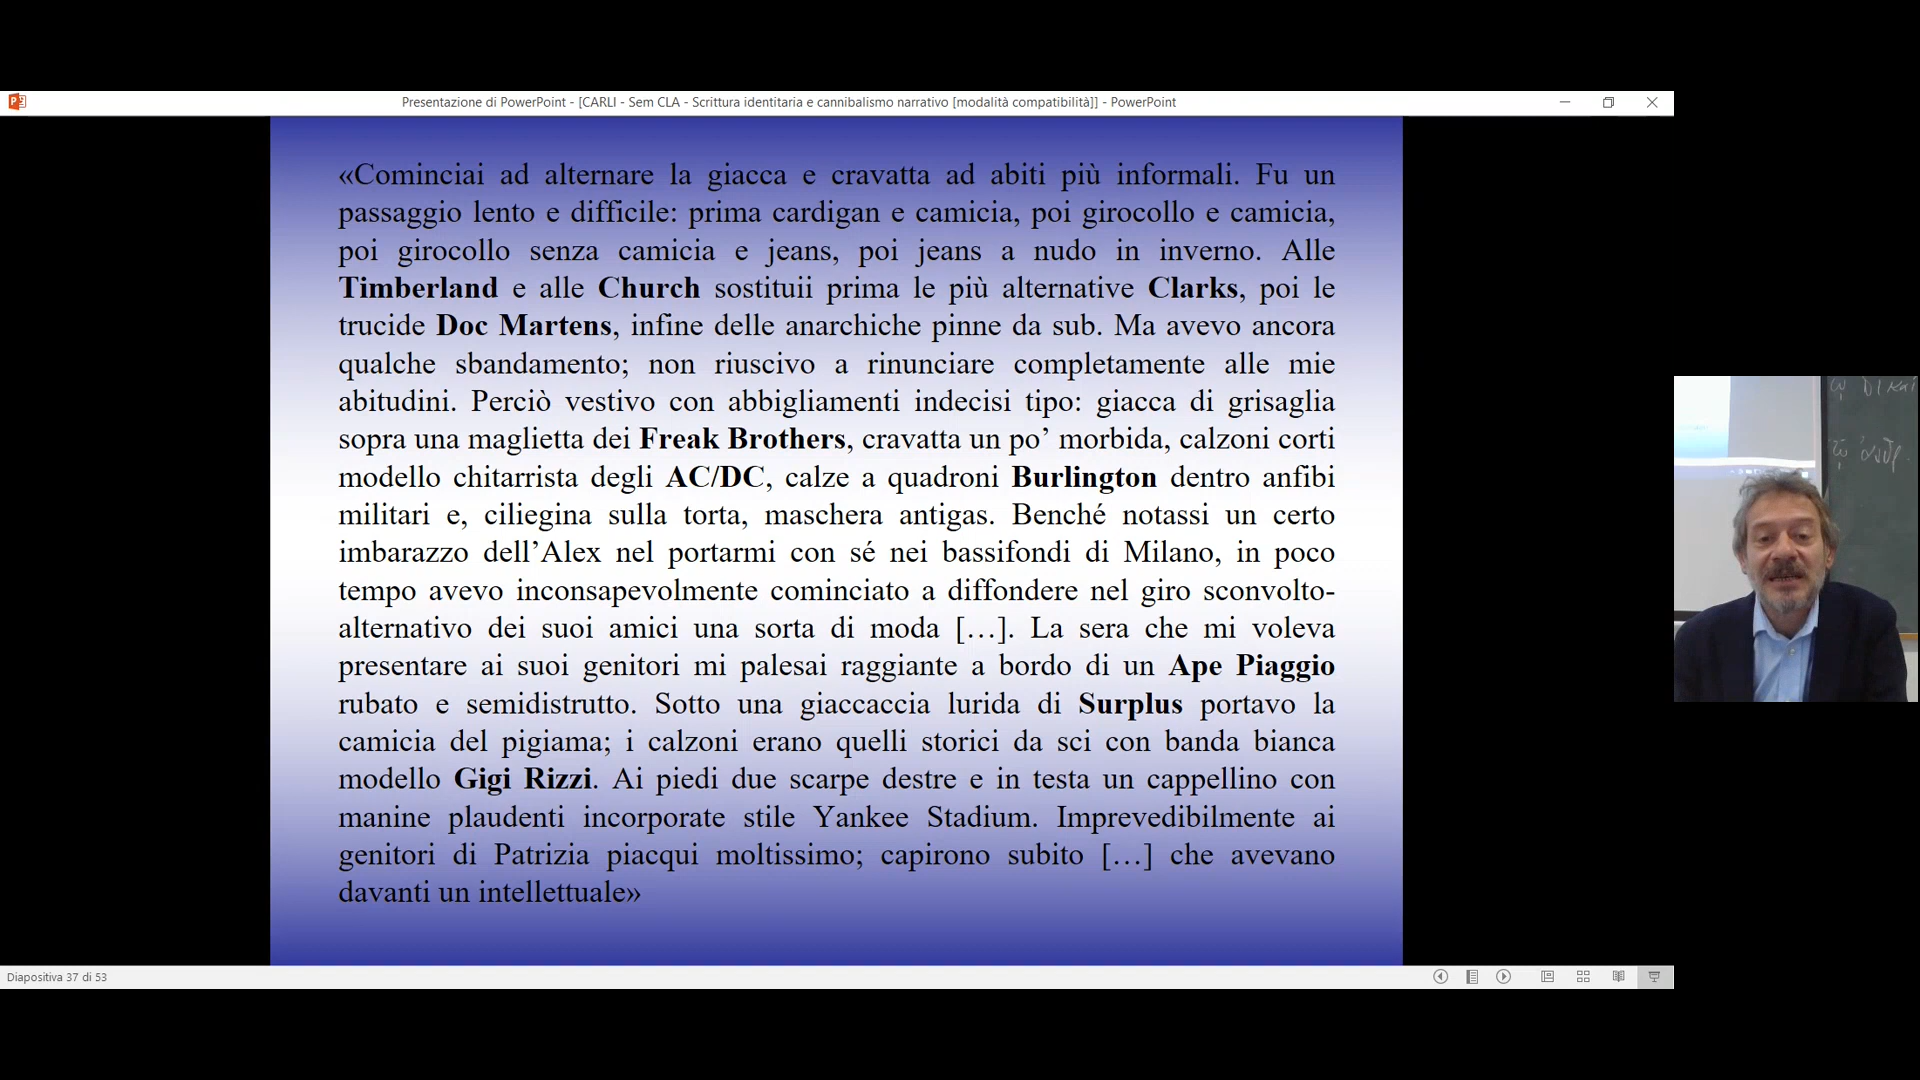 Presentazione di PowerPoint - [CARLI - Sem CLA - Scrittura identitaria e cannibalismo narrativo [modalità compatibilità]] - PowerPoint
«Cominciai ad alternare la giacca e cravatta ad abiti più informali. Fu un
passaggio lento e difficile: prima cardigan e camicia, poi girocollo e camicia,
poi girocollo senza camicia e jeans, poi jeans a nudo in inverno. Alle
Timberland e alle Church sostituii prima le più alternative Clarks, poi le
trucide Doc Martens, infine delle anarchiche pinne da sub. Ma avevo ancora
qualche sbandamento; non riuscivo a rinunciare completamente alle mie
abitudini. Perciò vestivo con abbigliamenti indecisi tipo: giacca di grisaglia
sopra una maglietta dei Freak Brothers, cravatta un po’ morbida, calzoni corti
modello chitarrista degli AC/DC, calze a quadroni Burlington dentro anfibi
militari e, ciliegina sulla torta, maschera antigas. Benché notassi un certo
imbarazzo dell’Alex nel portarmi con sé nei bassifondi di Milano, in poco
tempo avevo inconsapevolmente cominciato a diffondere nel giro sconvolto-
alternativo dei suoi amici una sorta di moda […]. La sera che mi voleva
presentare ai suoi genitori mi palesai raggiante a bordo di un Ape Piaggio
rubato e semidistrutto. Sotto una giaccaccia lurida di Surplus portavo la
camicia del pigiama; i calzoni erano quelli storici da sci con banda bianca
modello Gigi Rizzi. Ai piedi due scarpe destre e in testa un cappellino con
manine plaudenti incorporate stile Yankee Stadium. Imprevedibilmente ai
genitori di Patrizia piacqui moltissimo; capirono subito […] che avevano
davanti un intellettuale»
Diapositiva 37 di 53